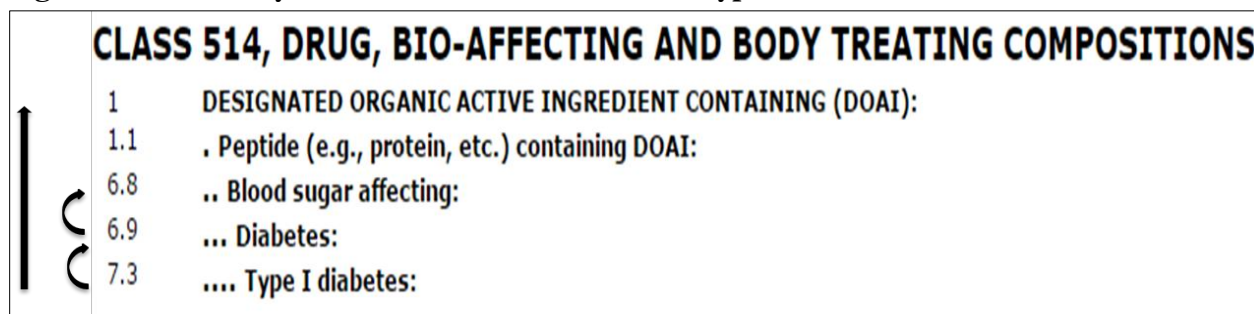 CLASS 514, DRUG, BIO-AFFECTING AND BODY TREATING COMPOSITIONS
1 DESIGNATED ORGANIC ACTIVE INGREDIENT CONTAINING (DOAI):
1.1 . Peptide (e.g., protein, etc.) containing DOAI:
6.8 .. Blood sugar affecting:
6.9 ... Diabetes:
7.3 .... Type I diabetes: